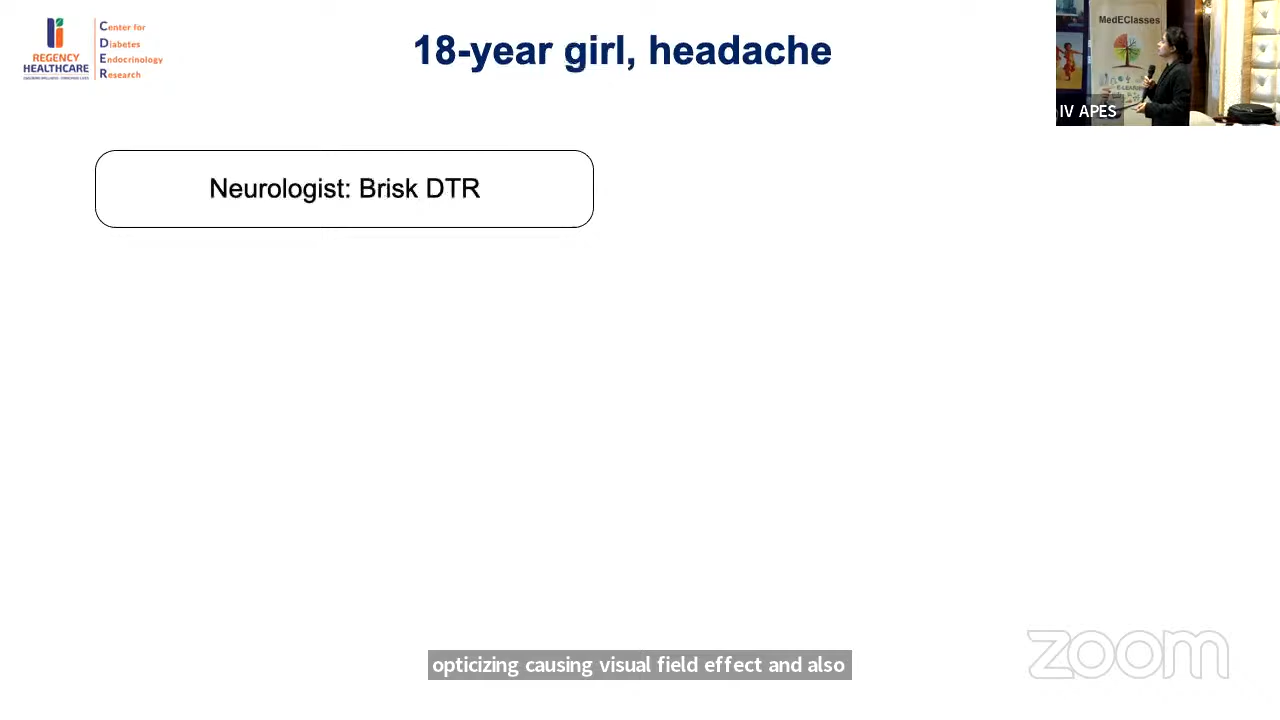 REGENCY
HEALTHCARE
Center for
Diabetes
Endocrinology
Research
18-year girl, headache
MedEClasses
IV APES
Neurologist: Brisk DTR
opticizing causing visual field effect and also
zoom